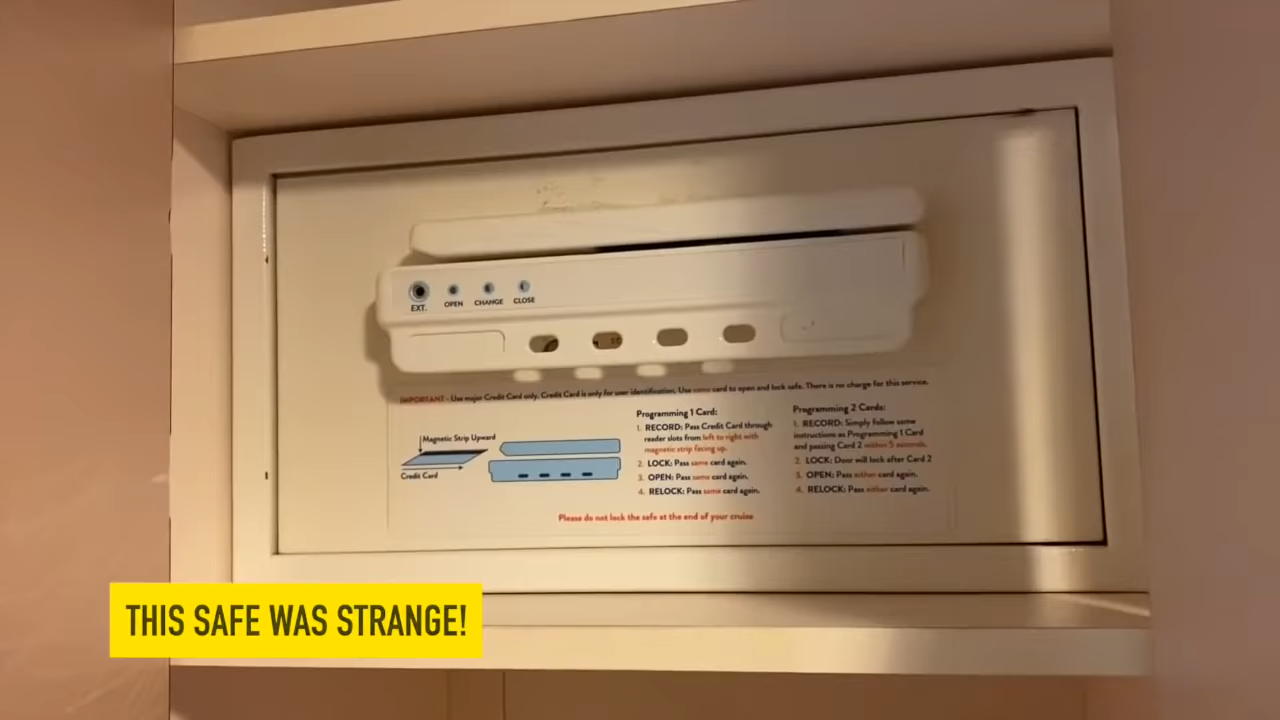 EXT.
OPEN
CHANGE
CLOSE
IMPORTANT - Use major Credit Card only. Credit Card is only for user identification. Use same card to open and lock safe. There is no charge for this service.
Magnetic Strip Upward
Credit Card
Programming 1 Card:
1. RECORD: Pass Credit Card through
reader slots from left to right with
magnetic strip facing up.
2. LOCK: Pass same card again.
3. OPEN: Pass same card again.
4. RELOCK: Pass same card again.
Programming 2 Cards:
1. RECORD: Simply follow same
instructions as Programming 1 Card
and passing Card 2 within 5 seconds.
2. LOCK: Door will lock after Card 2
3. OPEN: Pass either card again.
4. RELOCK: Pass either card again.
Please do not lock the safe at the end of your cruise
THIS SAFE WAS STRANGE!